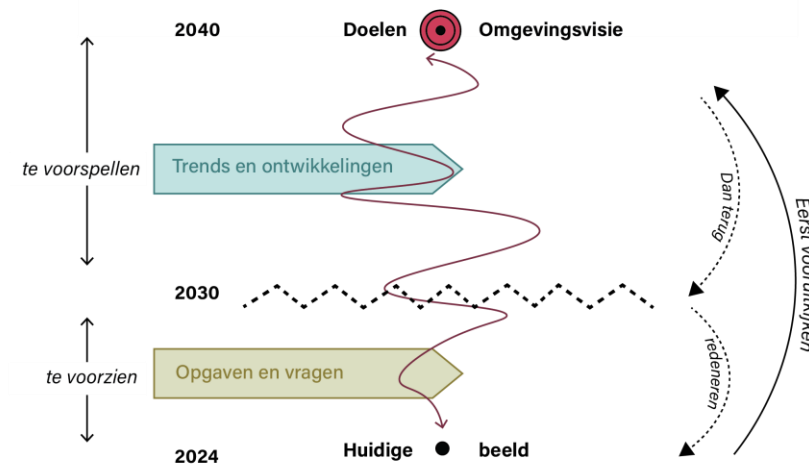 2040 Doelen Omgevingsvisie
te voorspellen
Trends en ontwikkelingen
Dan terug
Eerst vooruitkijken
2030
te voorzien
Opgaven en vragen
redeneren
2024 Huidige beeld